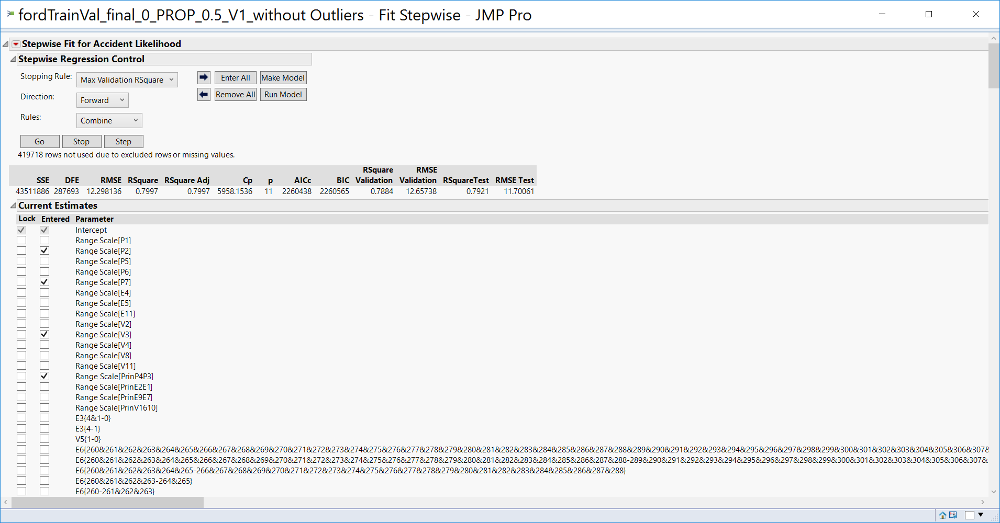 fordTrainVal_final_0_PROP_0.5_V1_without Outliers - Fit Stepwise - JMP Pro
Stepwise Fit for Accident Likelihood
Stepwise Regression Control
Stopping Rule: Max Validation RSquare Enter All Make Model
Direction: Forward Remove All Run Model
Rules: Combine
Go Stop Step
419718 rows not used due to excluded rows or missing values.
SSE DFE RMSE RSquare RSquare Adj Cp p AICc BIC RSquare Validation RMSE Validation RSquareTest RMSE Test
43511886 287693 12.298136 0.7997 0.7997 5958.1536 11 2260438 2260565 0.7884 12.65738 0.7921 11.70061
Current Estimates
Lock Entered Parameter
Intercept
Range Scale[P1]
Range Scale[P2]
Range Scale[P5]
Range Scale[P6]
Range Scale[P7]
Range Scale[E4]
Range Scale[E5]
Range Scale[E11]
Range Scale[V2]
Range Scale[V3]
Range Scale[V4]
Range Scale[V8]
Range Scale[V11]
Range Scale[PrinP4P3]
Range Scale[PrinE2E1]
Range Scale[PrinE9E7]
Range Scale[PrinV1610]
E3{4&1-0}
E3{4-1}
V5{1-0}
E6{260&261&262&263&264&265&266&267&268&269&270&271&272&273&274&275&276&277&278&279&280&281&282&283&284&285&286&287&288&289&290&291&292&293&294&295&296&297&298&299&300&301&302&303&304&305&306&307&
E6{260&261&262&263&264&265&266&267&268&269&270&271&272&273&274&275&276&277&278&279&280&281&282&283&284&285&286&287&288-289&290&291&292&293&294&295&296&297&298&299&300&301&302&303&304&305&306&307&
E6{260&261&262&263&264&265-266&267&268&269&270&271&272&273&274&275&276&277&278&279&280&281&282&283&284&285&286&287&288}
E6{260&261&262&263-264&265}
E6{260-261&262&263}